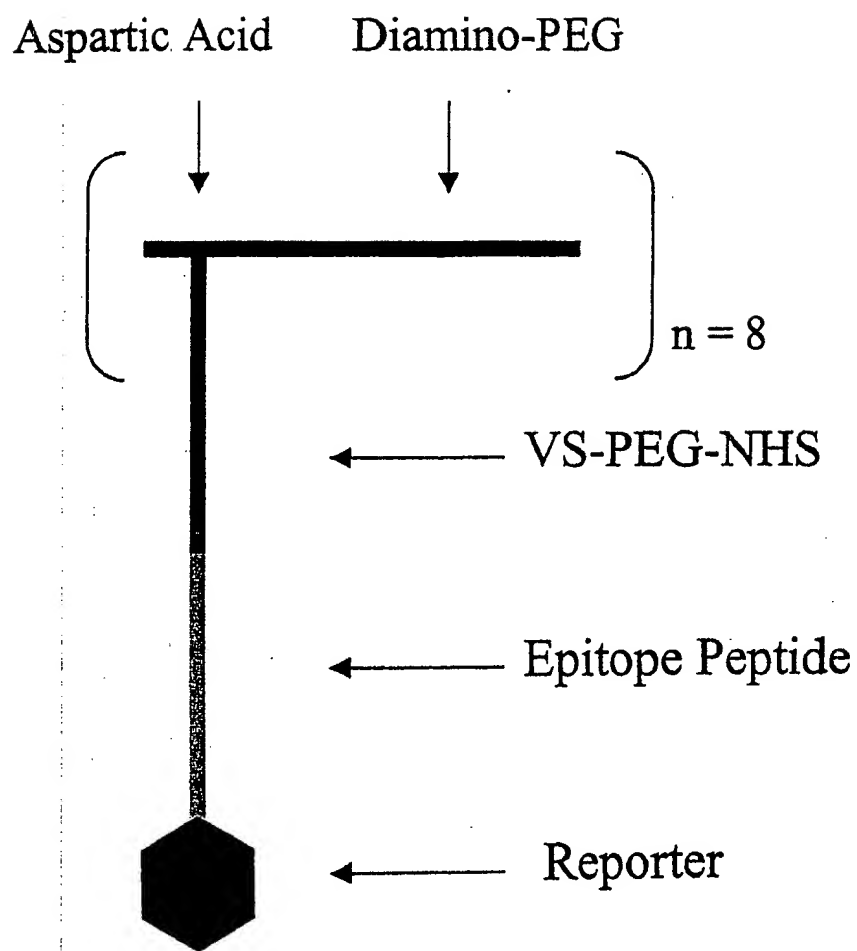 Aspartic Acid Diamino-PEG
n = 8
VS-PEG-NHS
Epitope Peptide
Reporter